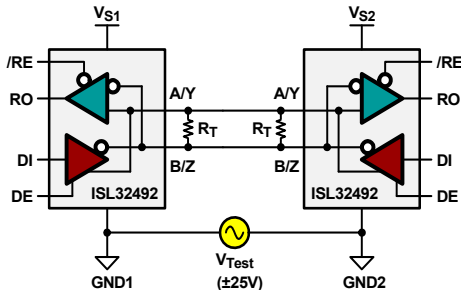 VS1
VS2
/RE
/RE
A/Y
A/Y
RO
RO
RT
RT
DI
DI
B/Z
B/Z
DE
ISL32492
ISL32492
DE
GND1
VTest
(±25V)
GND2